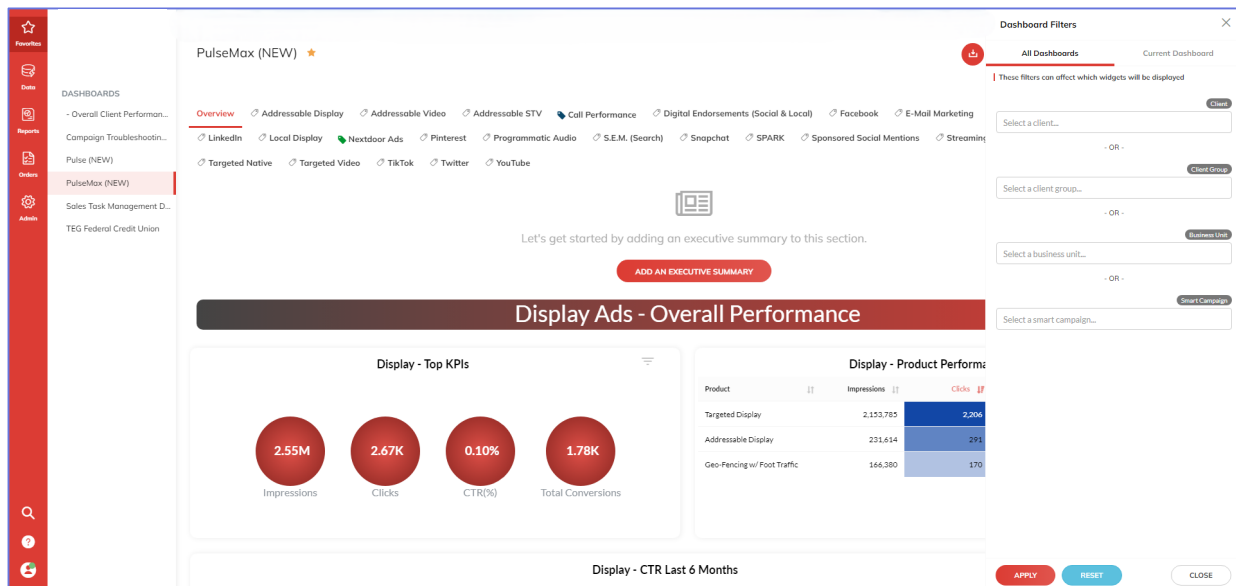 Favorites
Data
Reports
Orders
Admin
DASHBOARDS
- Overall Client Performan...
Campaign Troubleshootin...
Pulse (NEW)
PulseMax (NEW)
Sales Task Management D...
TEG Federal Credit Union
PulseMax (NEW)
Overview Addressable Display Addressable Video Addressable STV Call Performance Digital Endorsements (Social & Local) Facebook E-Mail Marketing
LinkedIn Local Display Nextdoor Ads Pinterest Programmatic Audio S.E.M. (Search) Snapchat SPARK Sponsored Social Mentions Streaming
Targeted Native Targeted Video TikTok Twitter YouTube
Let's get started by adding an executive summary to this section.
ADD AN EXECUTIVE SUMMARY
Display Ads - Overall Performance
Display - Top KPIs
2.55M 2.67K 0.10% 1.78K
Impressions Clicks CTR(%) Total Conversions
Display - Product Performa
Product Impressions Clicks
Targeted Display 2,153,785 2,206
Addressable Display 231,614 291
Geo-Fencing w/ Foot Traffic 166,380 170
Display - CTR Last 6 Months
Dashboard Filters
All Dashboards Current Dashboard
These filters can affect which widgets will be displayed
Client
Select a client...
- OR -
Client Group
Select a client group...
- OR -
Business Unit
Select a business unit...
- OR -
Smart Campaign
Select a smart campaign...
APPLY RESET CLOSE